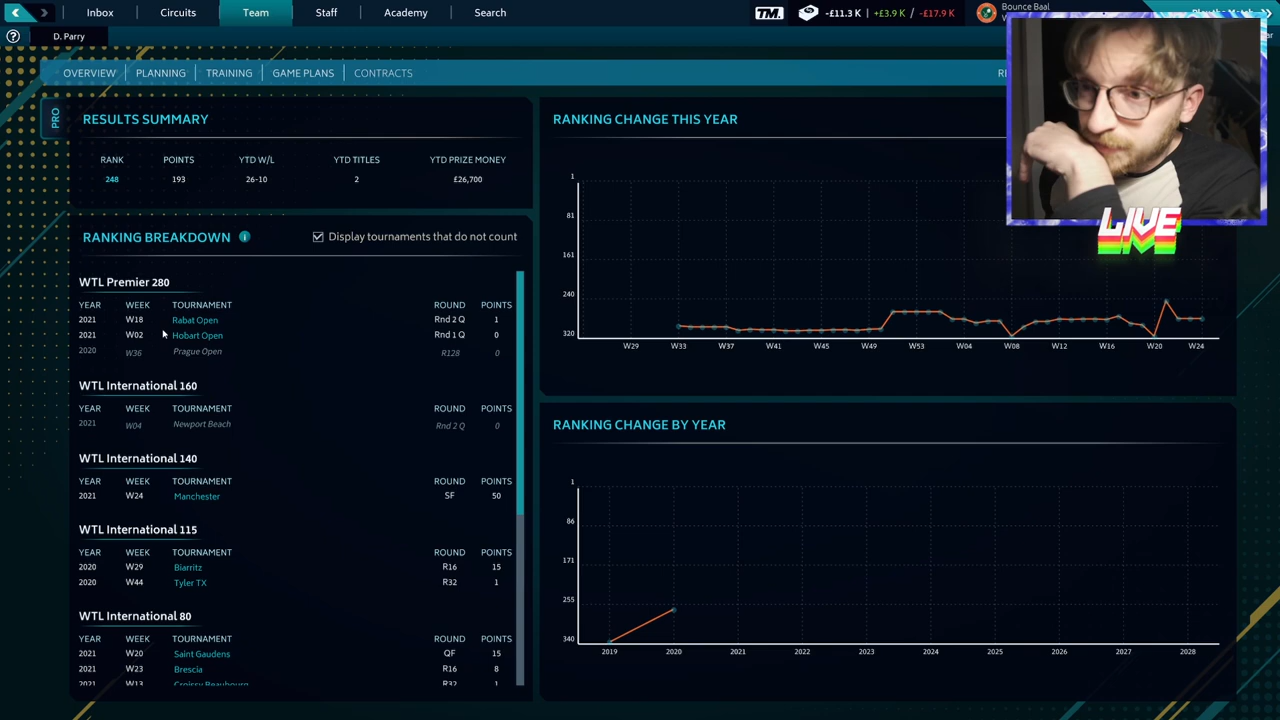 Inbox
Circuits
Team
Staff
Academy
Search
TM.
-£11.3 K | +£3.9 K / -£17.9 K
Bounce Baal
?
D. Parry
OVERVIEW
PLANNING
TRAINING
GAME PLANS
CONTRACTS
PRO
RESULTS SUMMARY
RANK POINTS YTD W/L YTD TITLES YTD PRIZE MONEY
248 193 26-10 2 £26,700
RANKING BREAKDOWN
Display tournaments that do not count
WTL Premier 280
YEAR WEEK TOURNAMENT ROUND POINTS
2021 W18 Rabat Open Rnd 2 Q 1
2021 W02 Hobart Open Rnd 1 Q 0
2020 W36 Prague Open R128 0
WTL International 160
YEAR WEEK TOURNAMENT ROUND POINTS
2021 W04 Newport Beach Rnd 2 Q 0
WTL International 140
YEAR WEEK TOURNAMENT ROUND POINTS
2021 W24 Manchester SF 50
WTL International 115
YEAR WEEK TOURNAMENT ROUND POINTS
2020 W29 Biarritz R16 15
2020 W44 Tyler TX R32 1
WTL International 80
YEAR WEEK TOURNAMENT ROUND POINTS
2021 W20 Saint Gaudens QF 15
2021 W23 Brescia R16 8
2021 W13 Croissy Beaubourg R32 1
RANKING CHANGE THIS YEAR
1
81
161
240
320
W29 W33 W37 W41 W45 W49 W53 W04 W08 W12 W16 W20 W24
LIVE
RANKING CHANGE BY YEAR
1
86
171
255
340
2019 2020 2021 2022 2023 2024 2025 2026 2027 2028